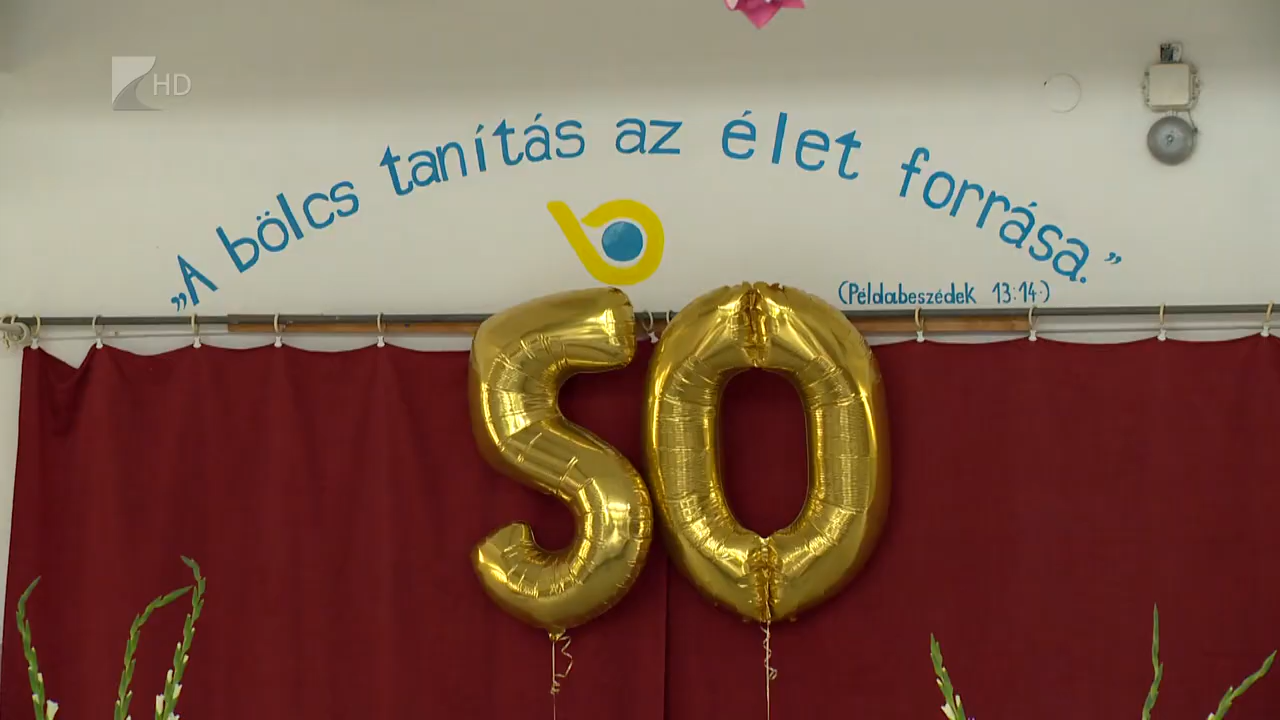 HD
„A bölcs tanítás az élet forrása.”
(Példabeszédek 13:14.)
50